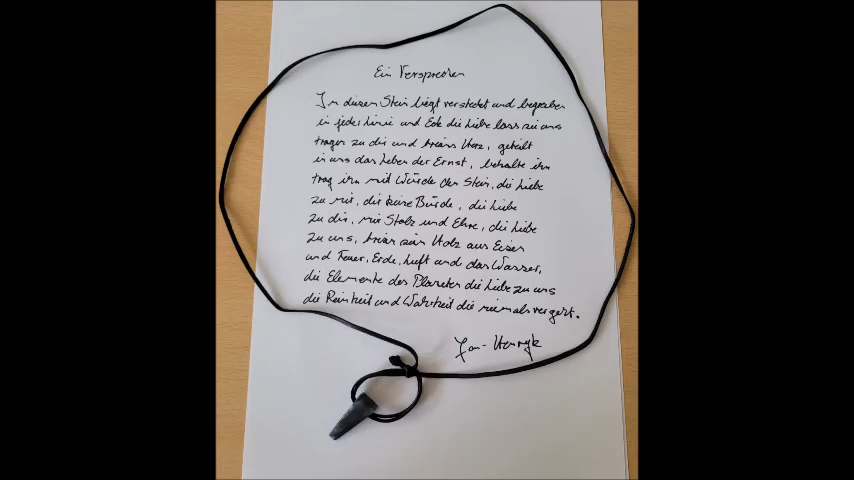 Ein Versprechen
In diesem Stein liegt versteckt und begraben
in jeder Linie und Ecke die Liebe lass sie uns
tragen zu dir und Herz, geteilt
in uns das Leben der Ernst, behalte ihn
trag ihn mit Würde den Stein, die Liebe
zu mir, die keine Bürde, die Liebe
zu dir, mir Stolz und Ehre, die Liebe
zu uns, kein Holz aus Eisen
und Feuer, Erde, Luft und das Wasser,
die Elemente des Planeten die Liebe zu uns
die Reinheit und Wahrheit die niemals vergeht.
Jan-Henryk